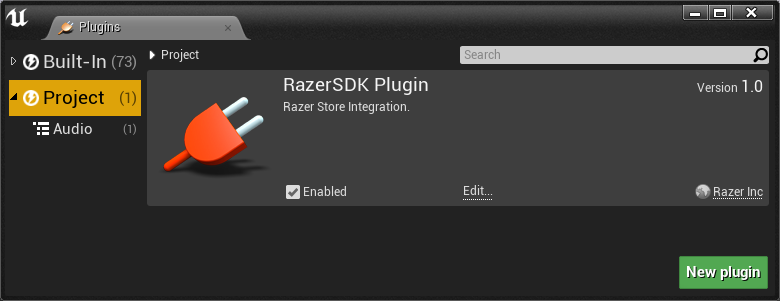 Plugins
Built-In (73)
Project (1)
Audio (1)
Project
Search
RazerSDK Plugin
Version 1.0
Razer Store Integration.
Enabled
Edit...
Razer Inc
New plugin